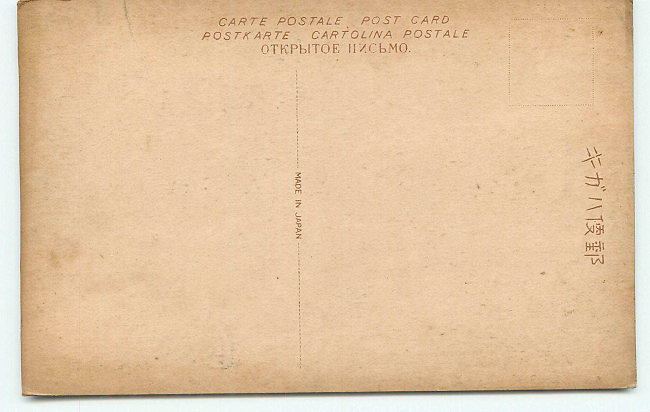 CARTE POSTALE POST CARD
POSTKARTE CARTOLINA POSTALE
ОТКРЫТОЕ ПИСЬМО.
MADE IN JAPAN
郵便ハガキ